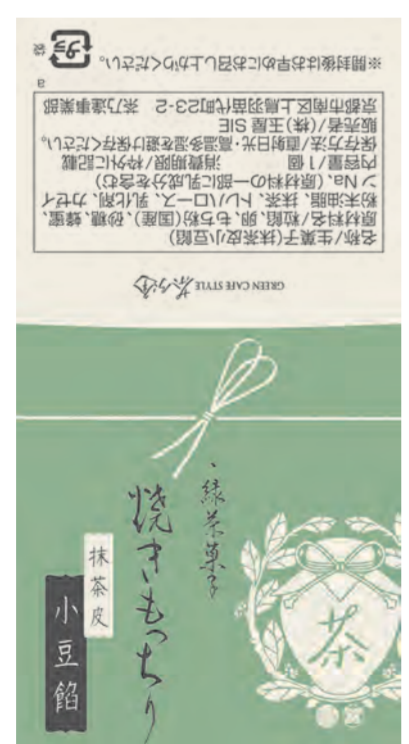 緑茶菓子
焼きもっちり
抹茶皮
小豆餡
茶
GREEN CAFE STYLE 茶乃逢
名称/生菓子(抹茶皮小豆餡)
原材料名/粒餡、卵、もち粉(国産)、砂糖、蜂蜜、
粉末油脂、抹茶、トレハロース、乳化剤、カゼイ
ンNa、(原材料の一部に乳成分を含む)
内容量/1個 消費期限/枠外に記載
保存方法/直射日光・高温多湿を避け保存ください。
販売者/(株)玉屋 SIE
京都市南区上鳥羽苗代町23-2 茶乃逢事業部
a
※開封後はお早めにお召し上がりください。
プラ
袋